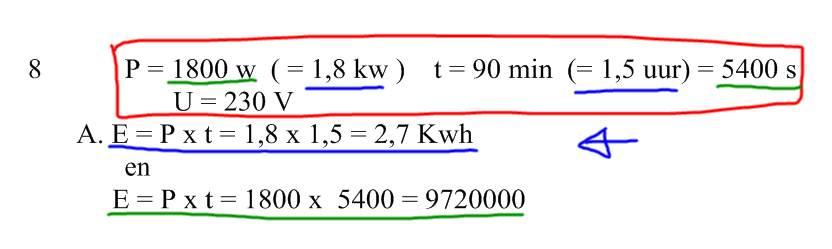 8 P = 1800 w ( = 1,8 kw ) t = 90 min (= 1,5 uur) = 5400 s
U = 230 V
A. E = P x t = 1,8 x 1,5 = 2,7 Kwh
en
E = P x t = 1800 x 5400 = 9720000